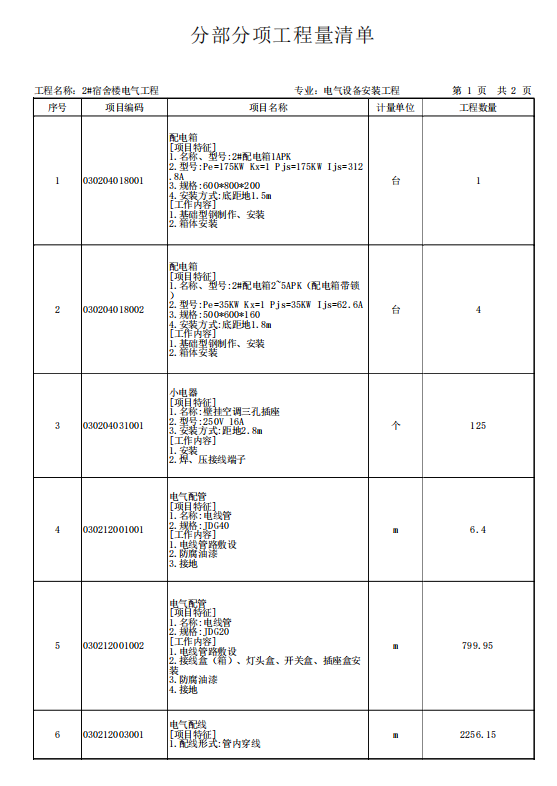 分部分项工程量清单
工程名称：2#宿舍楼电气工程 专业：电气设备安装工程 第 1 页 共 2 页
序号 项目编码 项目名称 计量单位 工程数量
1 030204018001 台 1
配电箱
[项目特征]
1.名称、型号:2#配电箱1APK
2.型号:Pe=175KW Kx=1 Pjs=175KW Ijs=312
.8A
3.规格:600*800*200
4.安装方式:底距地1.5m
[工作内容]
1.基础型钢制作、安装
2.箱体安装
2 030204018002 台 4
配电箱
[项目特征]
1.名称、型号:2#配电箱2~5APK（配电箱带锁
）
2.型号:Pe=35KW Kx=1 Pjs=35KW Ijs=62.6A
3.规格:500*600*160
4.安装方式:底距地1.8m
[工作内容]
1.基础型钢制作、安装
2.箱体安装
3 030204031001 个 125
小电器
[项目特征]
1.名称:壁挂空调三孔插座
2.型号:250V 16A
3.安装方式:距地2.8m
[工作内容]
1.安装
2.焊、压接线端子
4 030212001001 m 6.4
电气配管
[项目特征]
1.名称:电线管
2.规格:JDG40
[工作内容]
1.电线管路敷设
2.防腐油漆
3.接地
5 030212001002 m 799.95
电气配管
[项目特征]
1.名称:电线管
2.规格:JDG20
[工作内容]
1.电线管路敷设
2.接线盒（箱）、灯头盒、开关盒、插座盒安
装
3.防腐油漆
4.接地
6 030212003001 m 2256.15
电气配线
[项目特征]
1.配线形式:管内穿线